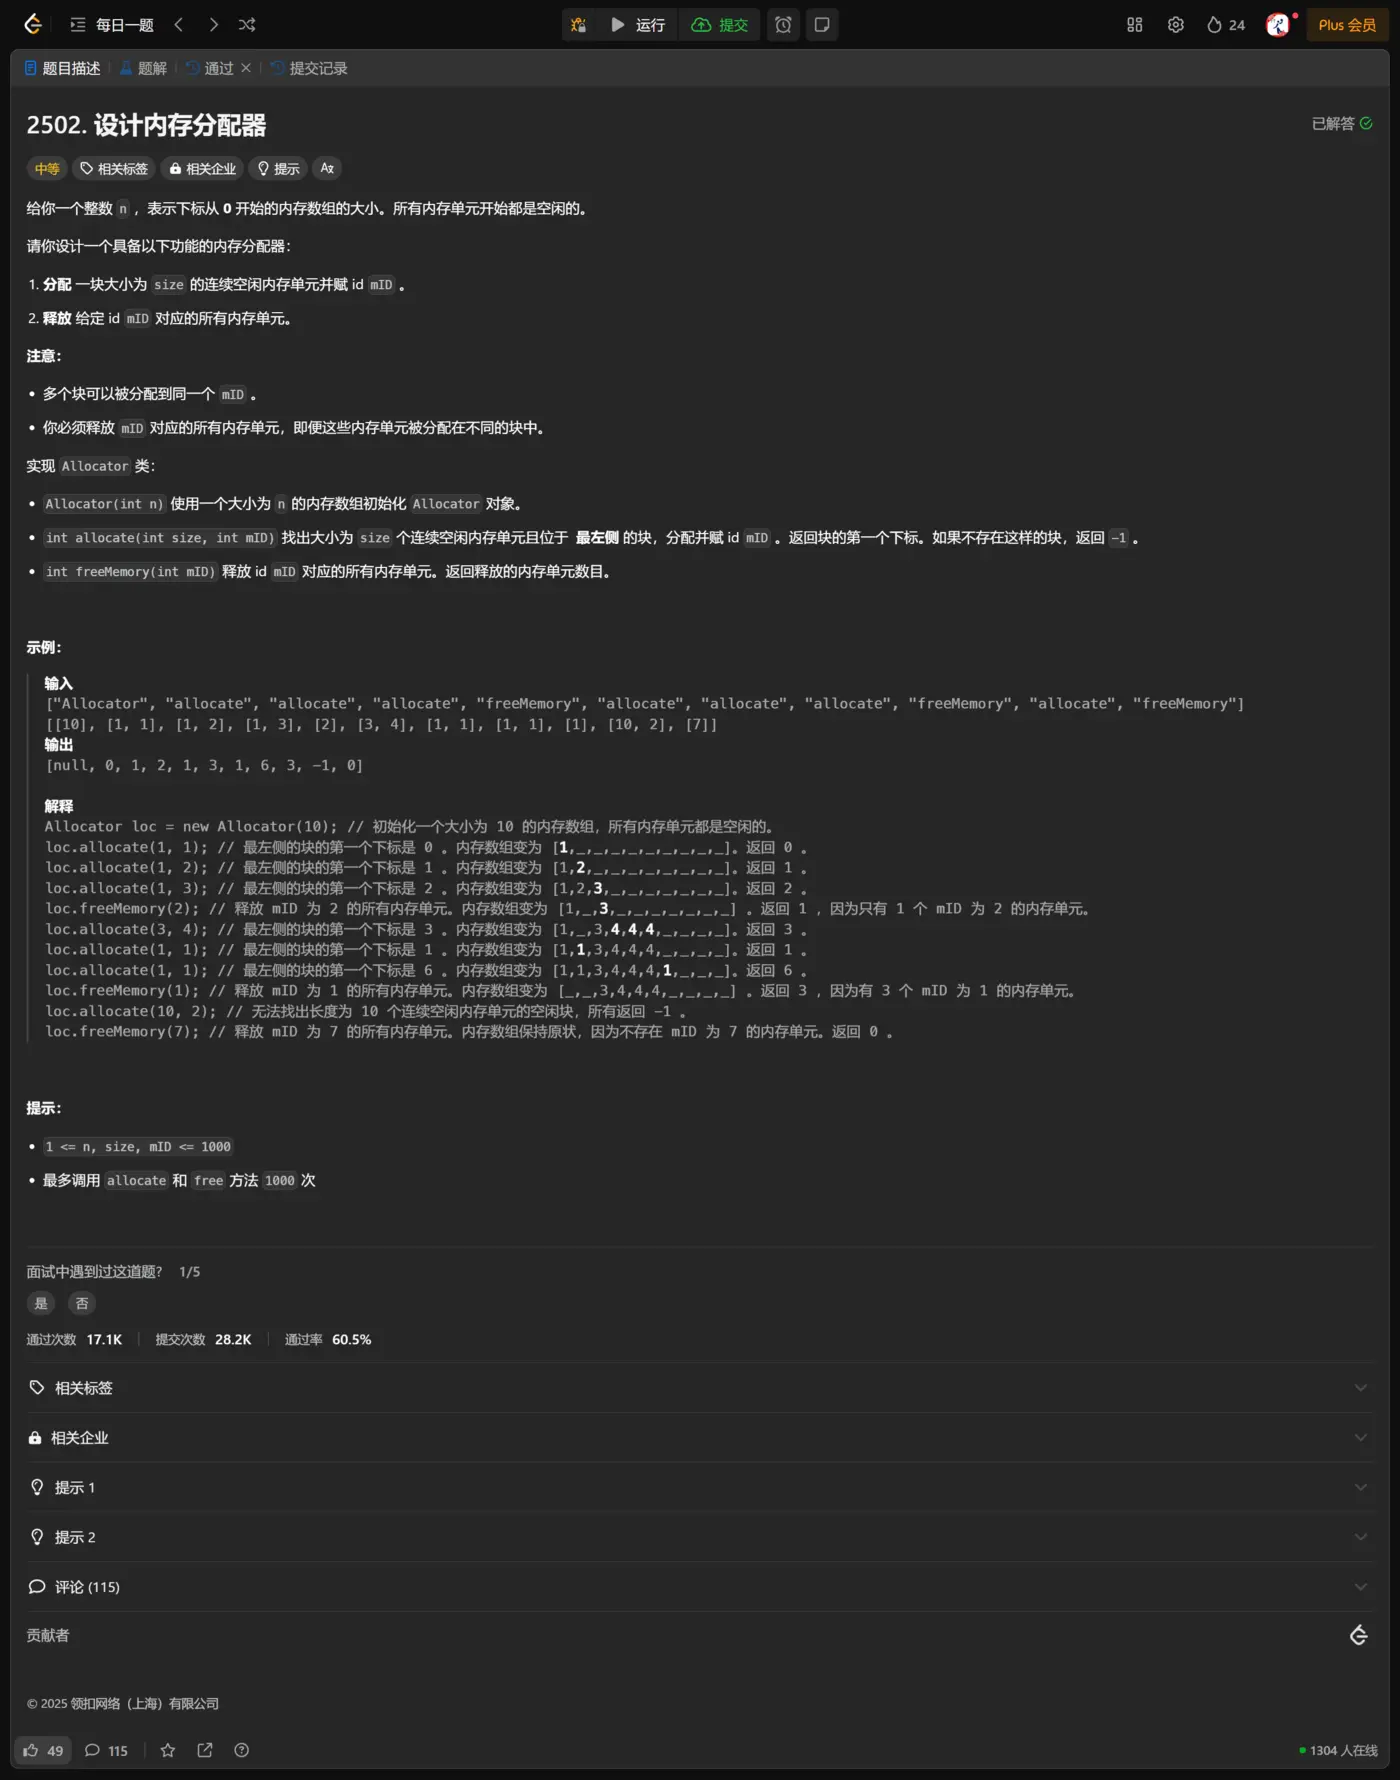 每日一题 运行 提交 24 Plus 会员
题目描述 题解 通过 提交记录
2502. 设计内存分配器 已解答
中等 相关标签 相关企业 提示
给你一个整数 n ，表示下标从 0 开始的内存数组的大小。所有内存单元开始都是空闲的。
请你设计一个具备以下功能的内存分配器：
1. 分配 一块大小为 size 的连续空闲内存单元并赋 id mID 。
2. 释放 给定 id mID 对应的所有内存单元。
注意：
• 多个块可以被分配到同一个 mID 。
• 你必须释放 mID 对应的所有内存单元，即便这些内存单元被分配在不同的块中。
实现 Allocator 类：
• Allocator(int n) 使用一个大小为 n 的内存数组初始化 Allocator 对象。
• int allocate(int size, int mID) 找出大小为 size 个连续空闲内存单元且位于 最左侧 的块，分配并赋 id mID 。返回块的第一个下标。如果不存在这样的块，返回 -1 。
• int freeMemory(int mID) 释放 id mID 对应的所有内存单元。返回释放的内存单元数目。
示例：
输入
["Allocator", "allocate", "allocate", "allocate", "freeMemory", "allocate", "allocate", "allocate", "freeMemory", "allocate", "freeMemory"]
[[10], [1, 1], [1, 2], [1, 3], [2], [3, 4], [1, 1], [1, 1], [1], [10, 2], [7]]
输出
[null, 0, 1, 2, 1, 3, 1, 6, 3, -1, 0]
解释
Allocator loc = new Allocator(10); // 初始化一个大小为 10 的内存数组，所有内存单元都是空闲的。
loc.allocate(1, 1); // 最左侧的块的第一个下标是 0 。内存数组变为 [1,_,_,_,_,_,_,_,_,_]。返回 0 。
loc.allocate(1, 2); // 最左侧的块的第一个下标是 1 。内存数组变为 [1,2,_,_,_,_,_,_,_,_]。返回 1 。
loc.allocate(1, 3); // 最左侧的块的第一个下标是 2 。内存数组变为 [1,2,3,_,_,_,_,_,_,_]。返回 2 。
loc.freeMemory(2); // 释放 mID 为 2 的所有内存单元。内存数组变为 [1,_,3,_,_,_,_,_,_,_] 。返回 1 ，因为只有 1 个 mID 为 2 的内存单元。
loc.allocate(3, 4); // 最左侧的块的第一个下标是 3 。内存数组变为 [1,_,3,4,4,4,_,_,_,_]。返回 3 。
loc.allocate(1, 1); // 最左侧的块的第一个下标是 1 。内存数组变为 [1,1,3,4,4,4,_,_,_,_]。返回 1 。
loc.allocate(1, 1); // 最左侧的块的第一个下标是 6 。内存数组变为 [1,1,3,4,4,4,1,_,_,_]。返回 6 。
loc.freeMemory(1); // 释放 mID 为 1 的所有内存单元。内存数组变为 [_,_,3,4,4,4,_,_,_,_] 。返回 3 ，因为有 3 个 mID 为 1 的内存单元。
loc.allocate(10, 2); // 无法找出长度为 10 个连续空闲内存单元的空闲块，所有返回 -1 。
loc.freeMemory(7); // 释放 mID 为 7 的所有内存单元。内存数组保持原状，因为不存在 mID 为 7 的内存单元。返回 0 。
提示：
• 1 <= n, size, mID <= 1000
• 最多调用 allocate 和 free 方法 1000 次
面试中遇到过这道题? 1/5
是 否
通过次数 17.1K 提交次数 28.2K 通过率 60.5%
相关标签
相关企业
提示 1
提示 2
评论 (115)
贡献者
© 2025 领扣网络（上海）有限公司
49 115 1304 人在线